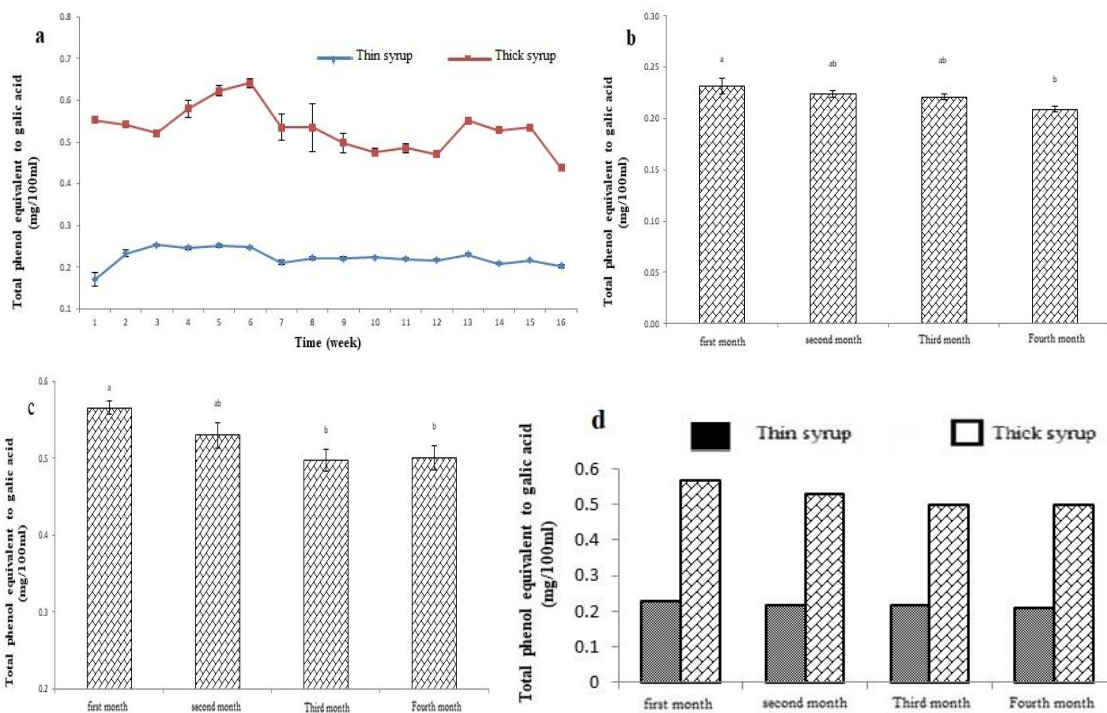 a
Thin syrup
Thick syrup
Total phenol equivalent to galic acid
(mg/100ml)
0.8
0.7
0.6
0.5
0.4
0.3
0.2
0.1
1 2 3 4 5 6 7 8 9 10 11 12 13 14 15 16
Time (week)
b
Total phenol equivalent to galic acid
(mg/100ml)
0.30
0.25
0.20
0.15
0.10
0.05
0.00
a ab ab b
first month second month Third month Fourth month
c
Total phenol equivalent to galic acid
(mg/100ml)
0.6
0.5
0.4
0.3
0.2
a ab b b
first month second month Third month Fourth month
d
Thin syrup
Thick syrup
Total phenol equivalent to galic acid
(mg/100ml)
0.6
0.5
0.4
0.3
0.2
0.1
0
first month second month Third month Fourth month